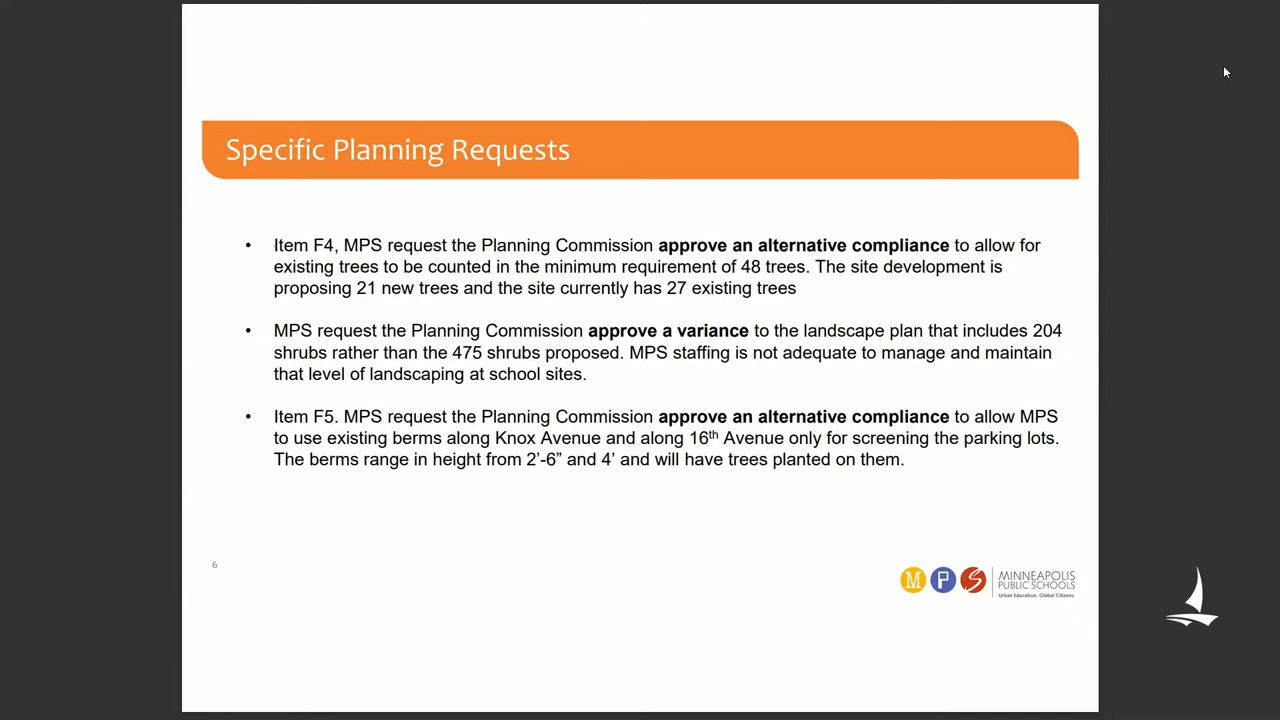 Specific Planning Requests
• Item F4, MPS request the Planning Commission approve an alternative compliance to allow for
existing trees to be counted in the minimum requirement of 48 trees. The site development is
proposing 21 new trees and the site currently has 27 existing trees
• MPS request the Planning Commission approve a variance to the landscape plan that includes 204
shrubs rather than the 475 shrubs proposed. MPS staffing is not adequate to manage and maintain
that level of landscaping at school sites.
• Item F5. MPS request the Planning Commission approve an alternative compliance to allow MPS
to use existing berms along Knox Avenue and along 16th Avenue only for screening the parking lots.
The berms range in height from 2’-6” and 4’ and will have trees planted on them.
6
M P S
MINNEAPOLIS
PUBLIC SCHOOLS
Urban Education. Global Citizens.